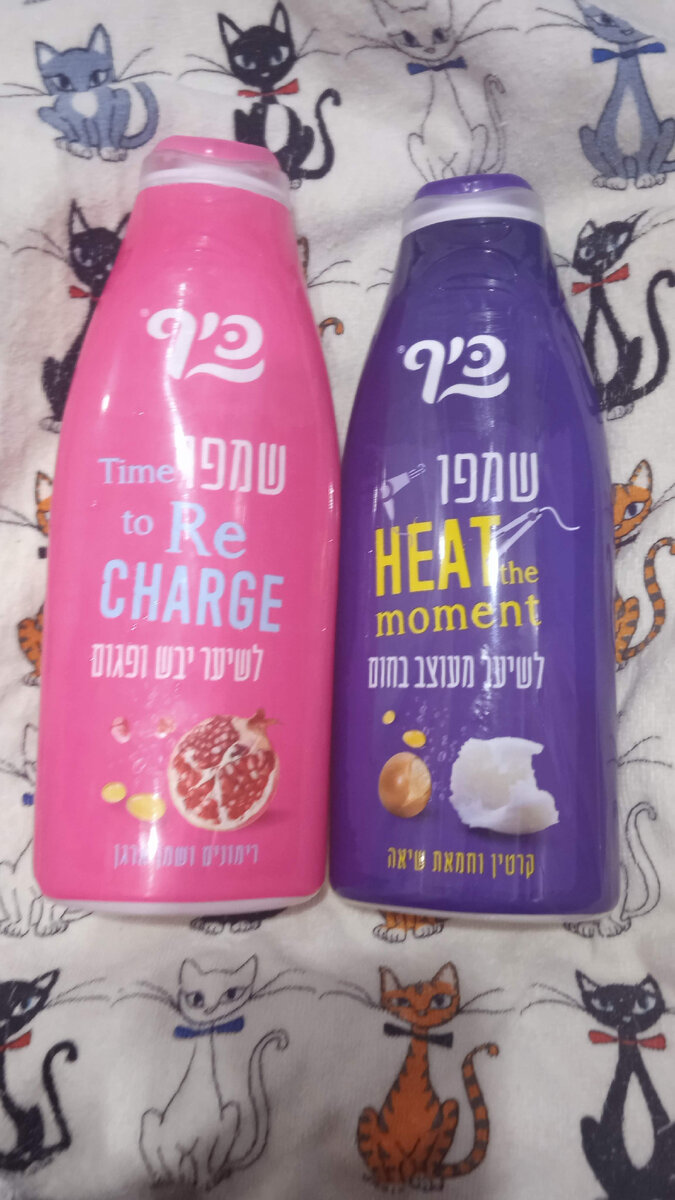 כיף
שמפו
Time
to Re
CHARGE
לשיער יבש ופגום
רימונים ושמן ארגן
כיף
שמפו
HEAT the
moment
לשיער מעוצב בחום
קרטין וחמאת שיאה